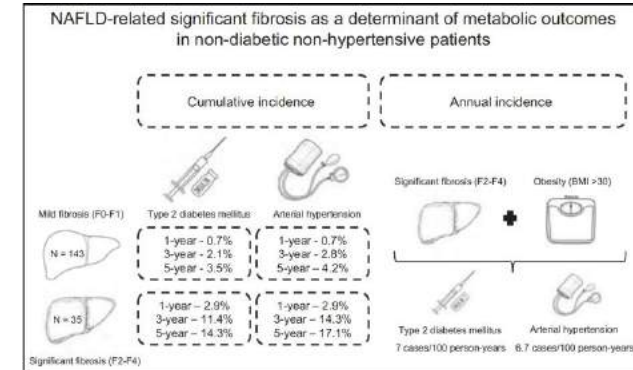 NAFLD-related significant fibrosis as a determinant of metabolic outcomes
in non-diabetic non-hypertensive patients
Cumulative incidence
Annual incidence
Mild fibrosis (F0-F1)
Type 2 diabetes mellitus
Arterial hypertension
N = 143
1-year - 0.7%
3-year - 2.1%
5-year - 3.5%
1-year - 0.7%
3-year - 2.8%
5-year – 4.2%
N = 35
1-year – 2.9%
3-year – 11.4%
5-year – 14.3%
1-year – 2.9%
3-year – 14.3%
5-year – 17.1%
Significant fibrosis (F2-F4)
Significant fibrosis (F2-F4)
Obesity (BMI >30)
Type 2 diabetes mellitus
7 cases/100 person-years
Arterial hypertension
6.7 cases/100 person-years